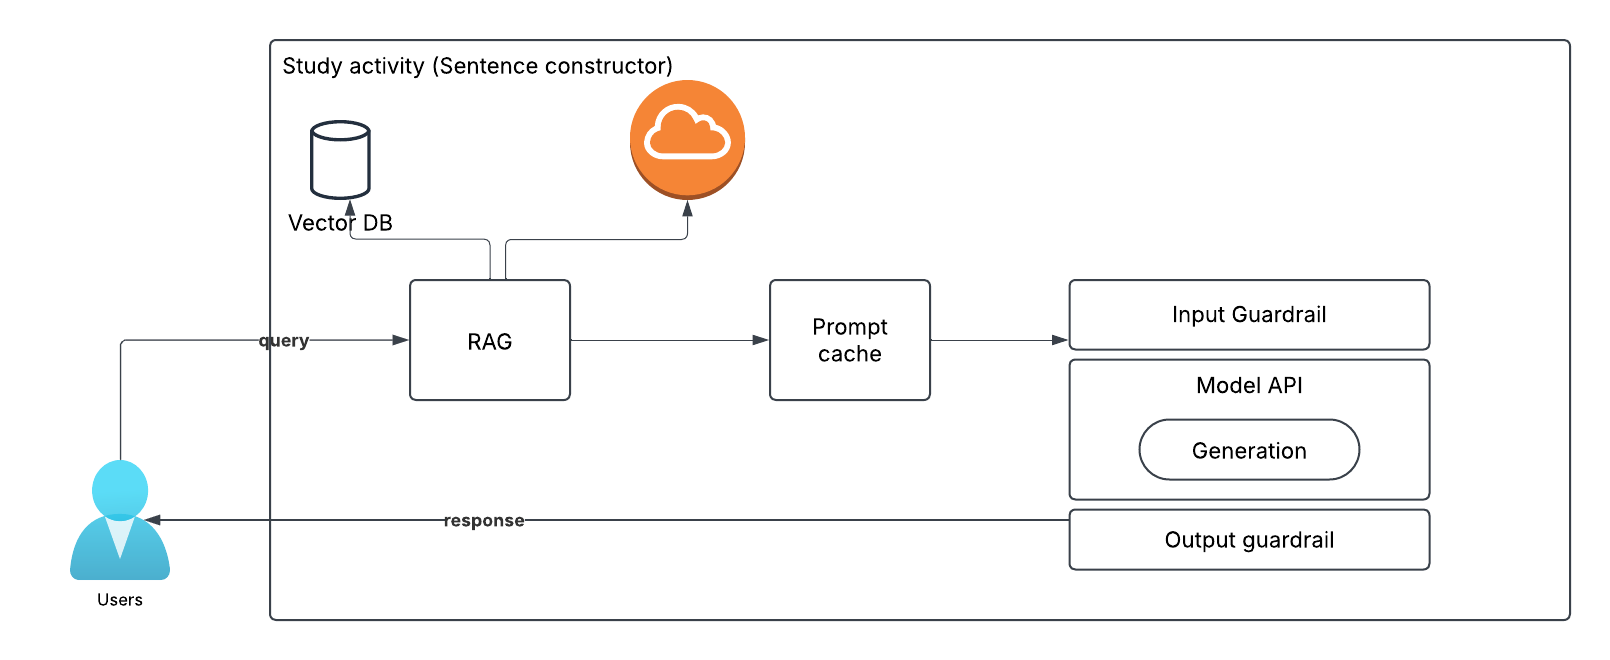 Study activity (Sentence constructor)
Vector DB
query
RAG
Prompt
cache
Input Guardrail
Model API
Generation
response
Output guardrail
Users